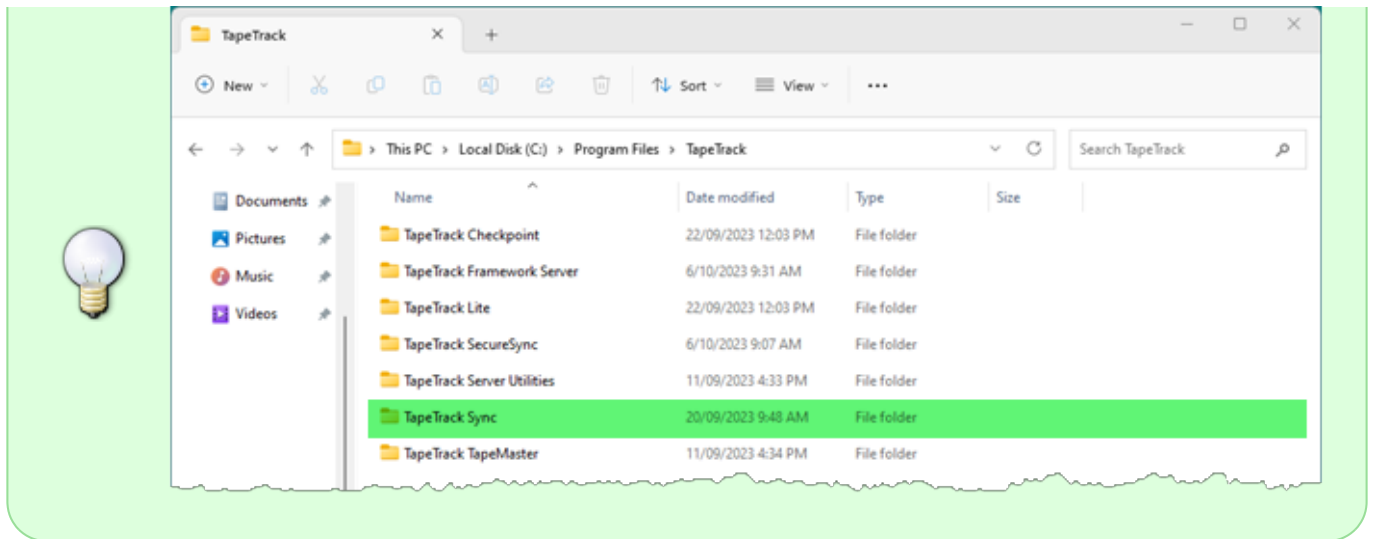 TapeTrack
New
Sort
View
This PC > Local Disk (C:) > Program Files > TapeTrack
Search TapeTrack
Documents
Pictures
Music
Videos
Name Date modified Type Size
TapeTrack Checkpoint 22/09/2023 12:03 PM File folder
TapeTrack Framework Server 6/10/2023 9:31 AM File folder
TapeTrack Lite 22/09/2023 12:03 PM File folder
TapeTrack SecureSync 6/10/2023 9:07 AM File folder
TapeTrack Server Utilities 11/09/2023 4:33 PM File folder
TapeTrack Sync 20/09/2023 9:48 AM File folder
TapeTrack TapeMaster 11/09/2023 4:34 PM File folder